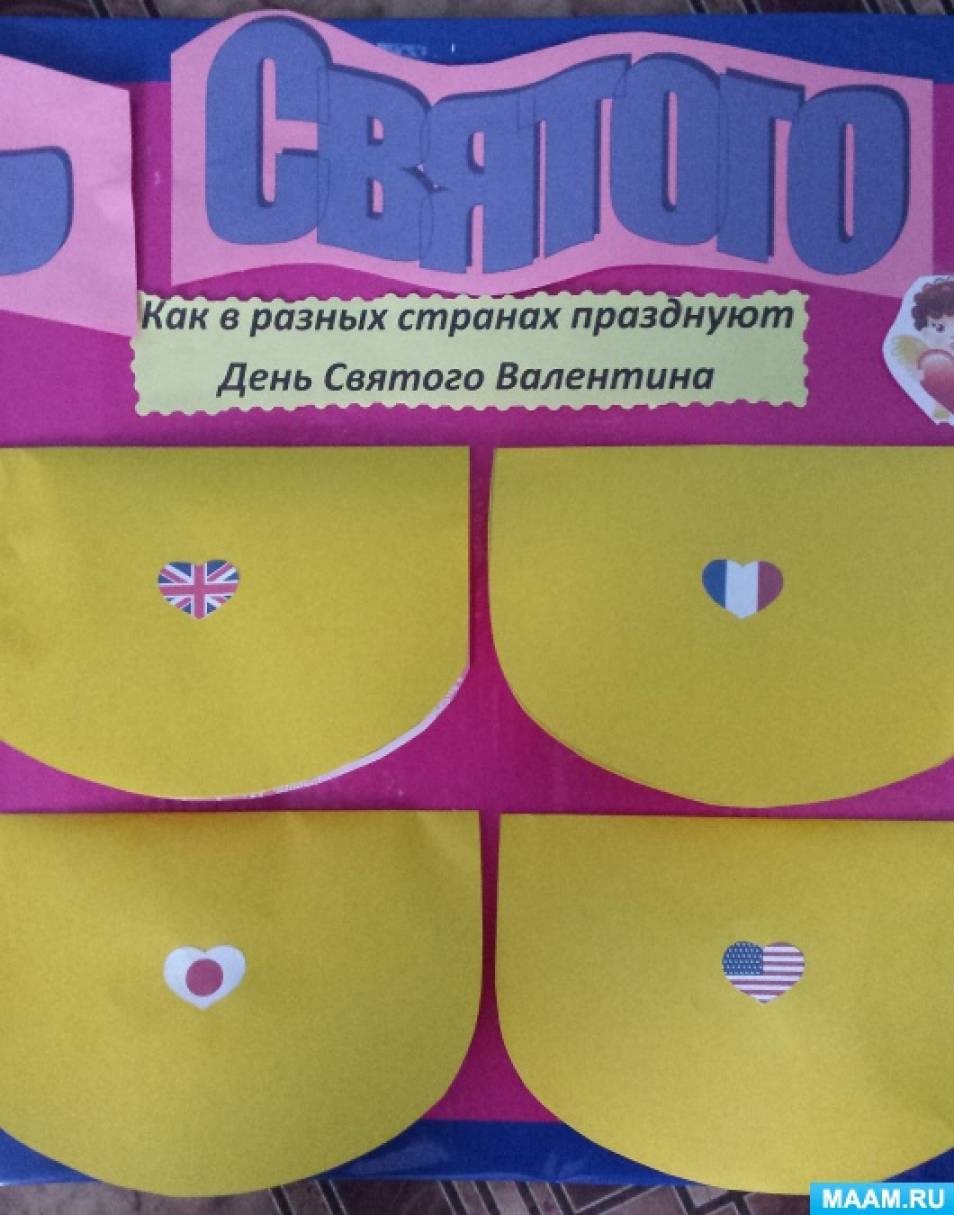 СВЯТОГО
Как в разных странах празднуют
День Святого Валентина
MAAM.RU